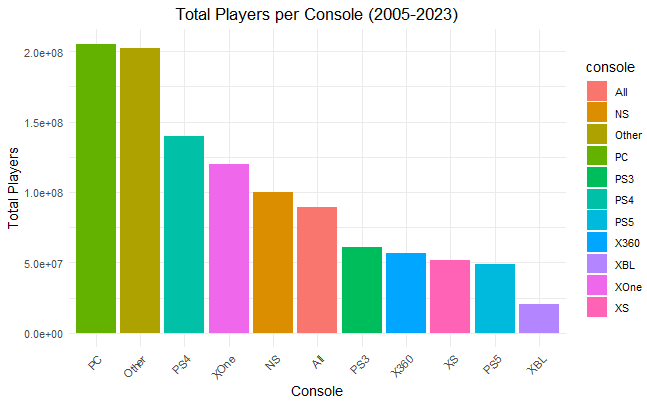 Total Players per Console (2005-2023)
Total Players
2.0e+08
1.5e+08
1.0e+08
5.0e+07
0.0e+00
PC
Other
PS4
XOne
NS
All
PS3
X360
XS
PS5
XBL
Console
console
All
NS
Other
PC
PS3
PS4
PS5
X360
XBL
XOne
XS